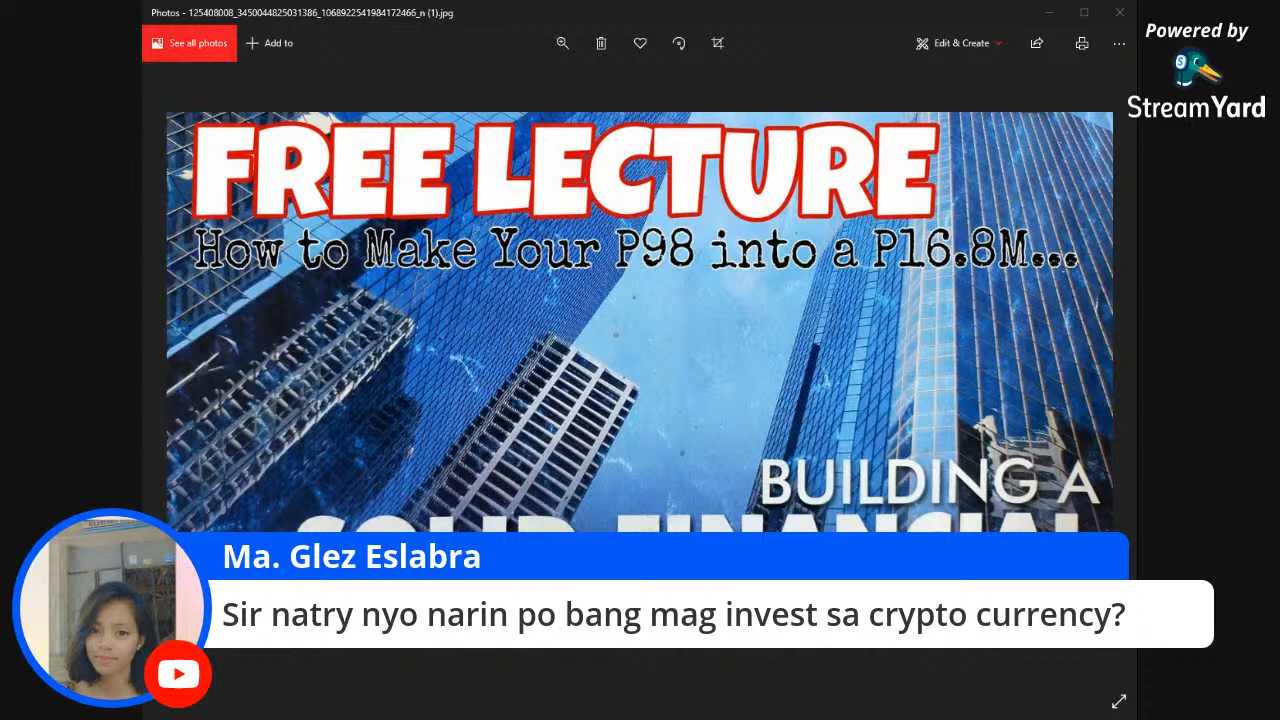 Photos - 125408008_3450044825031386_1068922541984172466_n (1).jpg
See all photos
Add to
Edit & Create
Powered by
StreamYard
FREE LECTURE
How to Make Your P98 into a P16.8M...
BUILDING A
SOLID FINANCIAL
Ma. Glez Eslabra
Sir natry nyo narin po bang mag invest sa crypto currency?